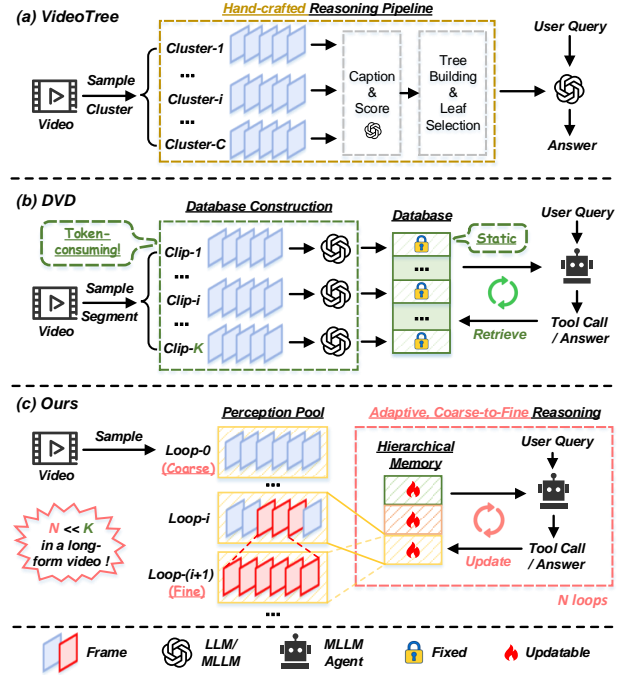 (a) VideoTree
Hand-crafted Reasoning Pipeline
User Query
Cluster-1
...
Sample
Cluster
Video
Cluster-i
...
Cluster-C
Caption
&
Score
Tree
Building
&
Leaf
Selection
Answer
(b) DVD
Database Construction
Database
User Query
Token-
consuming!
Static
Clip-1
...
Sample
Segment
Video
Clip-i
...
Clip-K
...
...
Retrieve
Tool Call
/ Answer
(c) Ours
Perception Pool
Adaptive, Coarse-to-Fine Reasoning
Sample
Video
Loop-0
(Coarse)
...
Hierarchical
Memory
User Query
N << K
in a long-
form video !
Loop-i
Loop-(i+1)
(Fine)
...
Update
Tool Call
/ Answer
N loops
Frame
LLM/
MLLM
MLLM
Agent
Fixed
Updatable